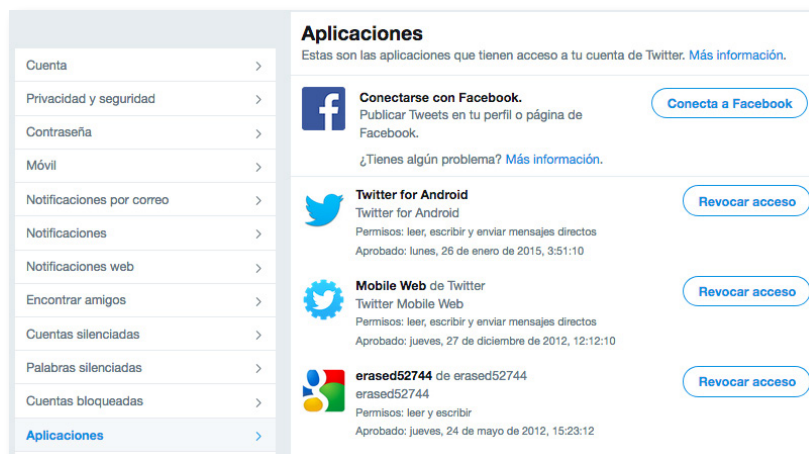 Cuenta
Privacidad y seguridad
Contraseña
Móvil
Notificaciones por correo
Notificaciones
Notificaciones web
Encontrar amigos
Cuentas silenciadas
Palabras silenciadas
Cuentas bloqueadas
Aplicaciones
Aplicaciones
Estas son las aplicaciones que tienen acceso a tu cuenta de Twitter. Más información.
Conectarse con Facebook.
Publicar Tweets en tu perfil o página de
Facebook.
¿Tienes algún problema? Más información.
Conecta a Facebook
Twitter for Android
Twitter for Android
Permisos: leer, escribir y enviar mensajes directos
Aprobado: lunes, 26 de enero de 2015, 3:51:10
Revocar acceso
Mobile Web de Twitter
Twitter Mobile Web
Permisos: leer, escribir y enviar mensajes directos
Aprobado: jueves, 27 de diciembre de 2012, 12:12:10
Revocar acceso
erased52744 de erased52744
erased52744
Permisos: leer y escribir
Aprobado: jueves, 24 de mayo de 2012, 15:23:12
Revocar acceso